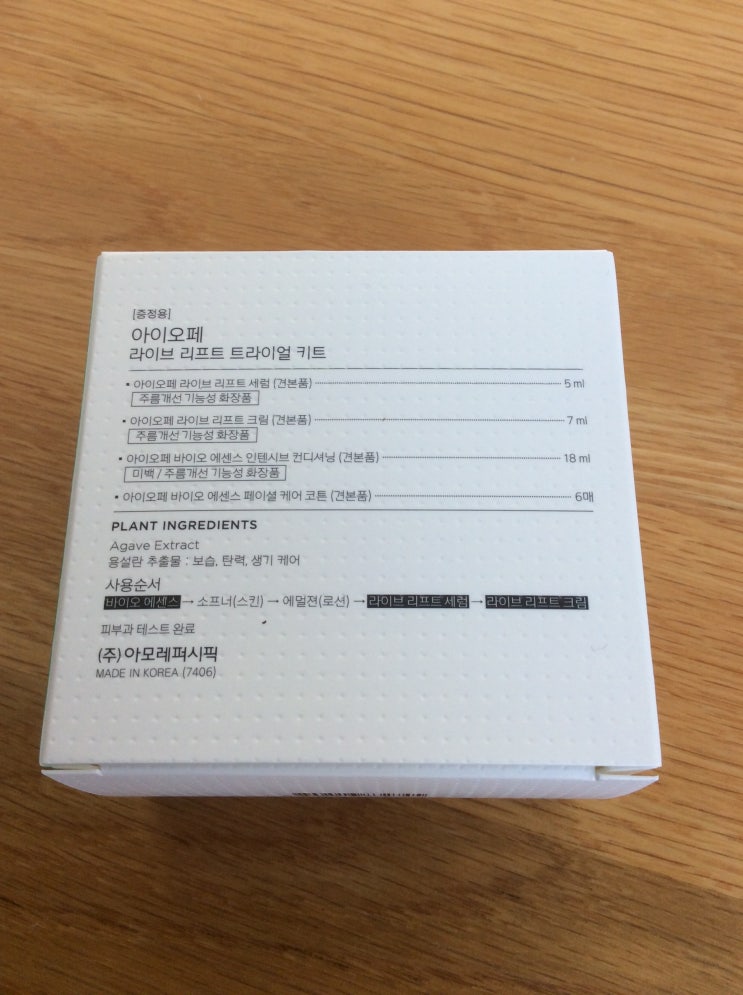 [증정용]
아이오페
라이브 리프트 트라이얼 키트
• 아이오페 라이브 리프트 세럼 (견본품) 5 ml
주름개선 기능성 화장품
• 아이오페 라이브 리프트 크림 (견본품) 7 ml
주름개선 기능성 화장품
• 아이오페 바이오 에센스 인텐시브 컨디셔닝 (견본품) 18 ml
미백 / 주름개선 기능성 화장품
• 아이오페 바이오 에센스 페이셜 케어 코튼 (견본품) 6매
PLANT INGREDIENTS
Agave Extract
용설란 추출물 : 보습, 탄력, 생기 케어
사용순서
바이오 에센스 → 소프너(스킨) → 에멀젼(로션) → 라이브 리프트 세럼 → 라이브 리프트 크림
피부과 테스트 완료
(주)아모레퍼시픽
MADE IN KOREA (7406)